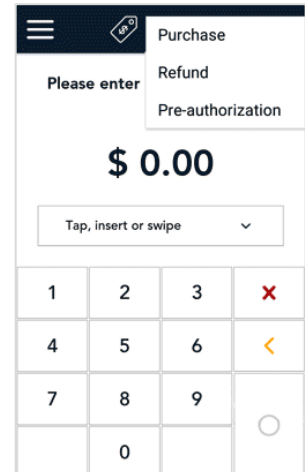 Purchase
Refund
Pre-authorization
Please enter
$ 0.00
Tap, insert or swipe
1 2 3
4 5 6
7 8 9
0